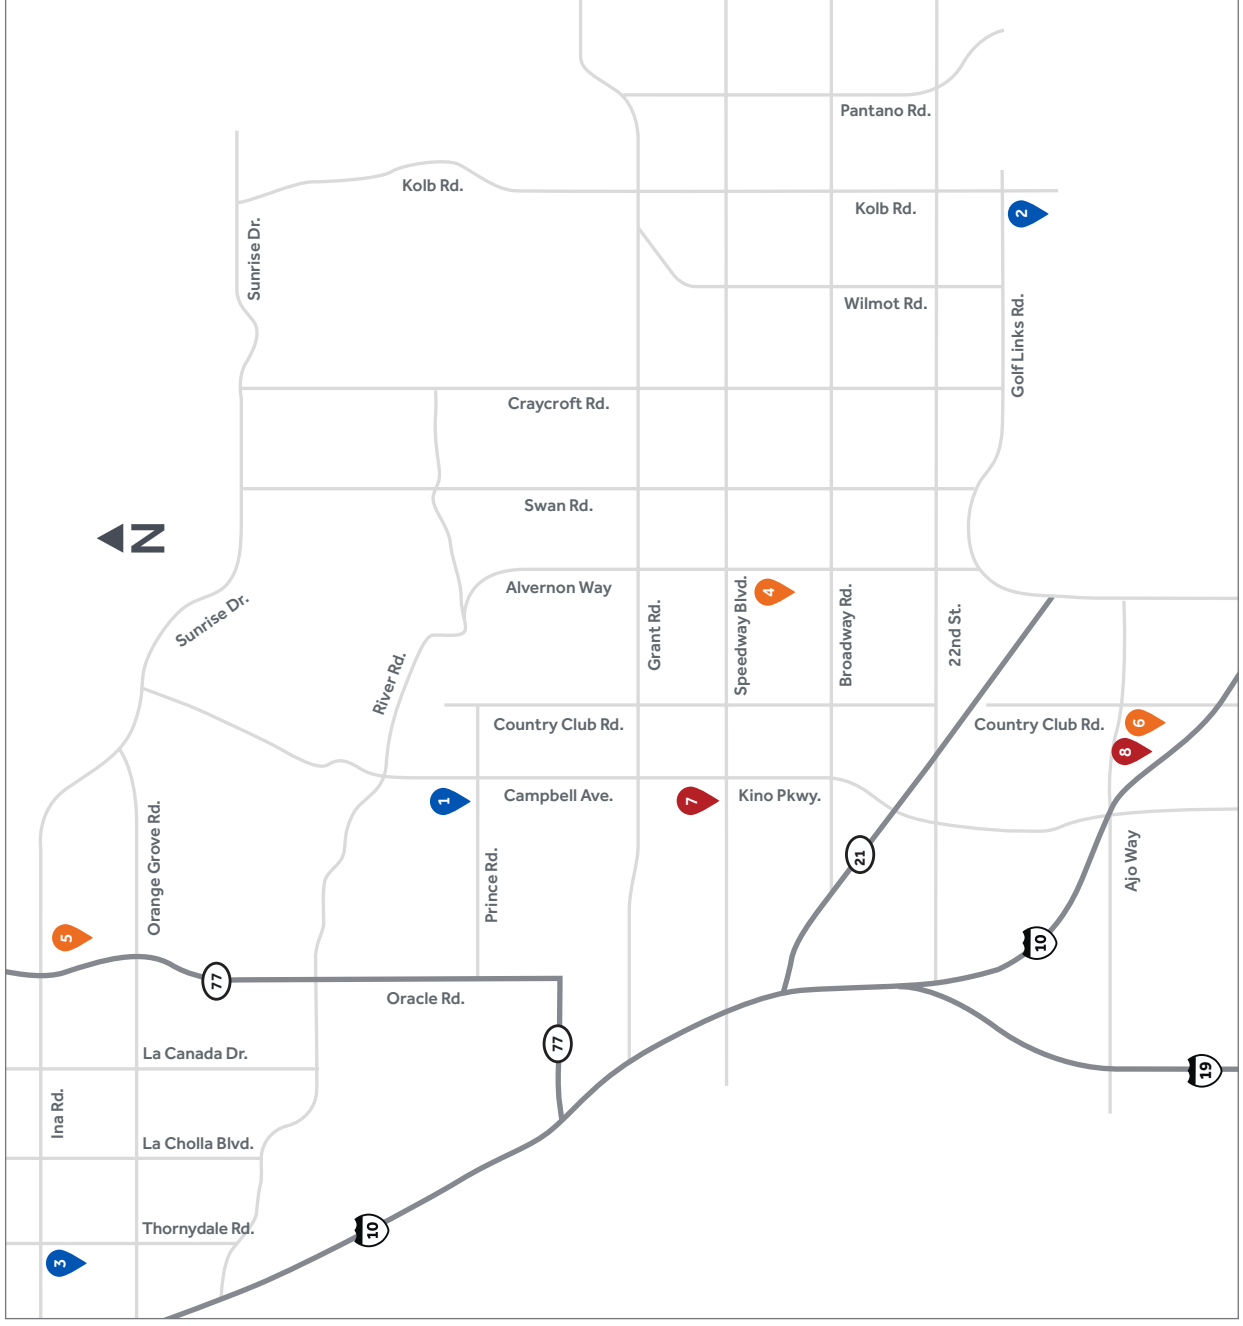 Pantano Rd.
Kolb Rd.
Kolb Rd.
2
Sunrise Dr.
Wilmot Rd.
Golf Links Rd.
Craycroft Rd.
Swan Rd.
N
Alvernon Way
4
Sunrise Dr.
River Rd.
Grant Rd.
Speedway Blvd.
Broadway Rd.
22nd St.
Country Club Rd.
Country Club Rd.
6
8
1
Campbell Ave.
7
Kino Pkwy.
Orange Grove Rd.
Prince Rd.
21
Ajo Way
5
10
77
Oracle Rd.
77
La Canada Dr.
19
Ina Rd.
La Cholla Blvd.
Thornydale Rd.
10
3